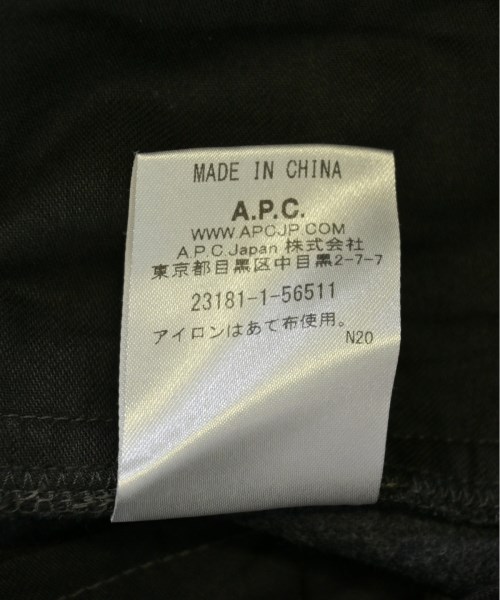 MADE IN CHINA
A.P.C.
WWW.APCJP.COM
A.P.C.Japan 株式会社
東京都目黒区中目黒2-7-7
23181-1-56511
アイロンはあて布使用。
N20